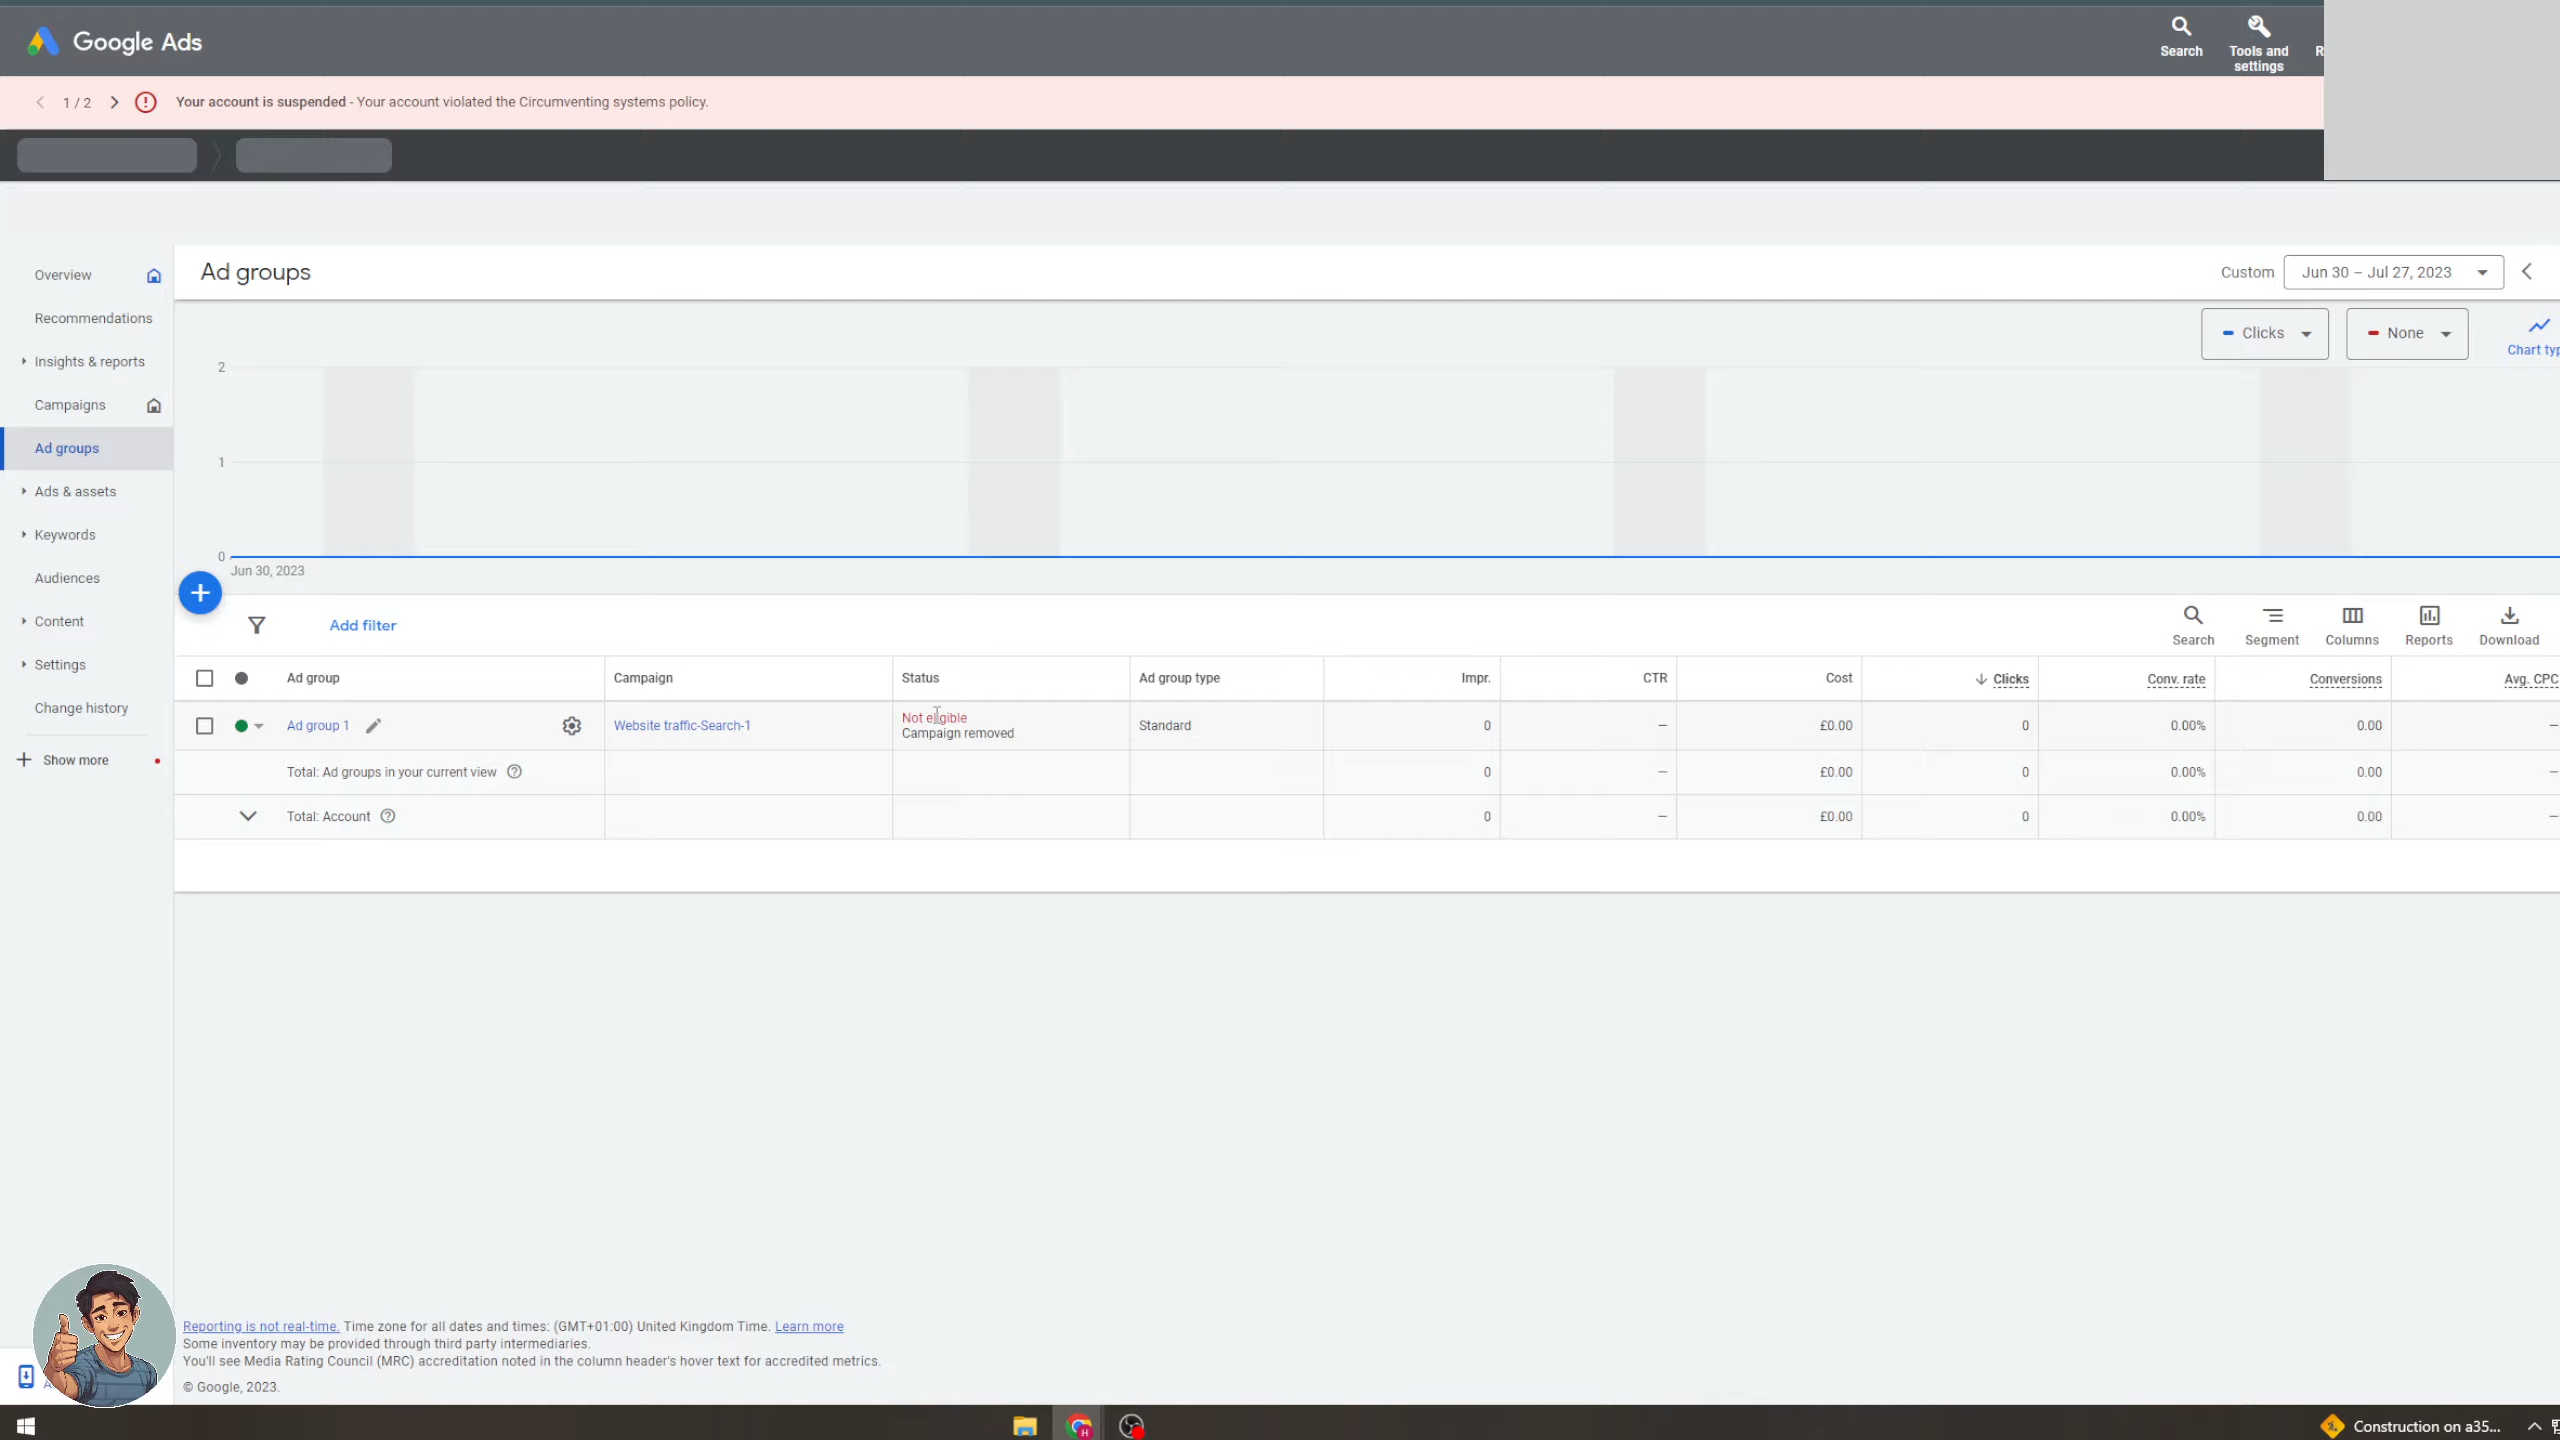 Google Ads
Search
Tools and
settings
1 / 2
Your account is suspended - Your account violated the Circumventing systems policy.
Overview
Recommendations
Insights & reports
Campaigns
Ad groups
Ads & assets
Keywords
Audiences
Content
Settings
Change history
Show more
Ad groups
Custom
Jun 30 – Jul 27, 2023
Clicks
None
Chart
2
1
0
Jun 30, 2023
Add filter
Search
Segment
Columns
Reports
Download
Ad group Campaign Status Ad group type Impr. CTR Cost Clicks Conv. rate Conversions Avg. CPC
Ad group 1 Website traffic-Search-1 Not eligible Standard 0 — £0.00 0 0.00% 0.00 —
Campaign removed
Total: Ad groups in your current view 0 — £0.00 0 0.00% 0.00 —
Total: Account 0 — £0.00 0 0.00% 0.00 —
Reporting is not real-time. Time zone for all dates and times: (GMT+01:00) United Kingdom Time. Learn more
Some inventory may be provided through third party intermediaries.
You'll see Media Rating Council (MRC) accreditation noted in the column header's hover text for accredited metrics.
© Google, 2023.
Construction on a35...